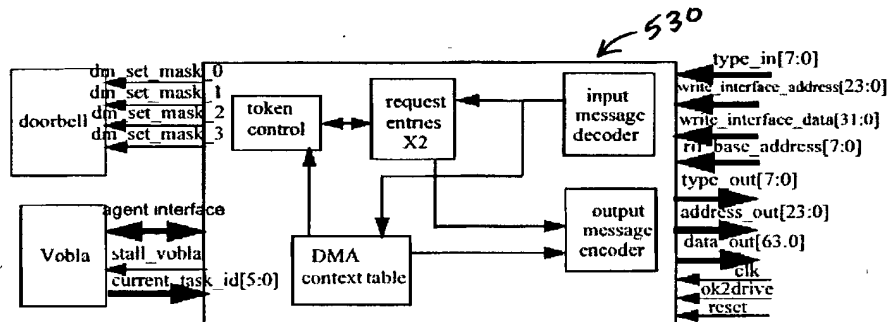 530
dm_set_mask_0
dm_set_mask_1
dm_set_mask_2
dm_set_mask_3
doorbell
token
control
request
entries
X2
input
message
decoder
type_in[7:0]
write_interface_address[23:0]
write_interface_data[31:0]
base_address[7:0]
type_out[7:0]
address_out[23:0]
data_out[63.0]
clk
ok2drive
reset
agent interface
Vobla
stall_vobla
current_task_id[5:0]
DMA
context table
output
message
encoder